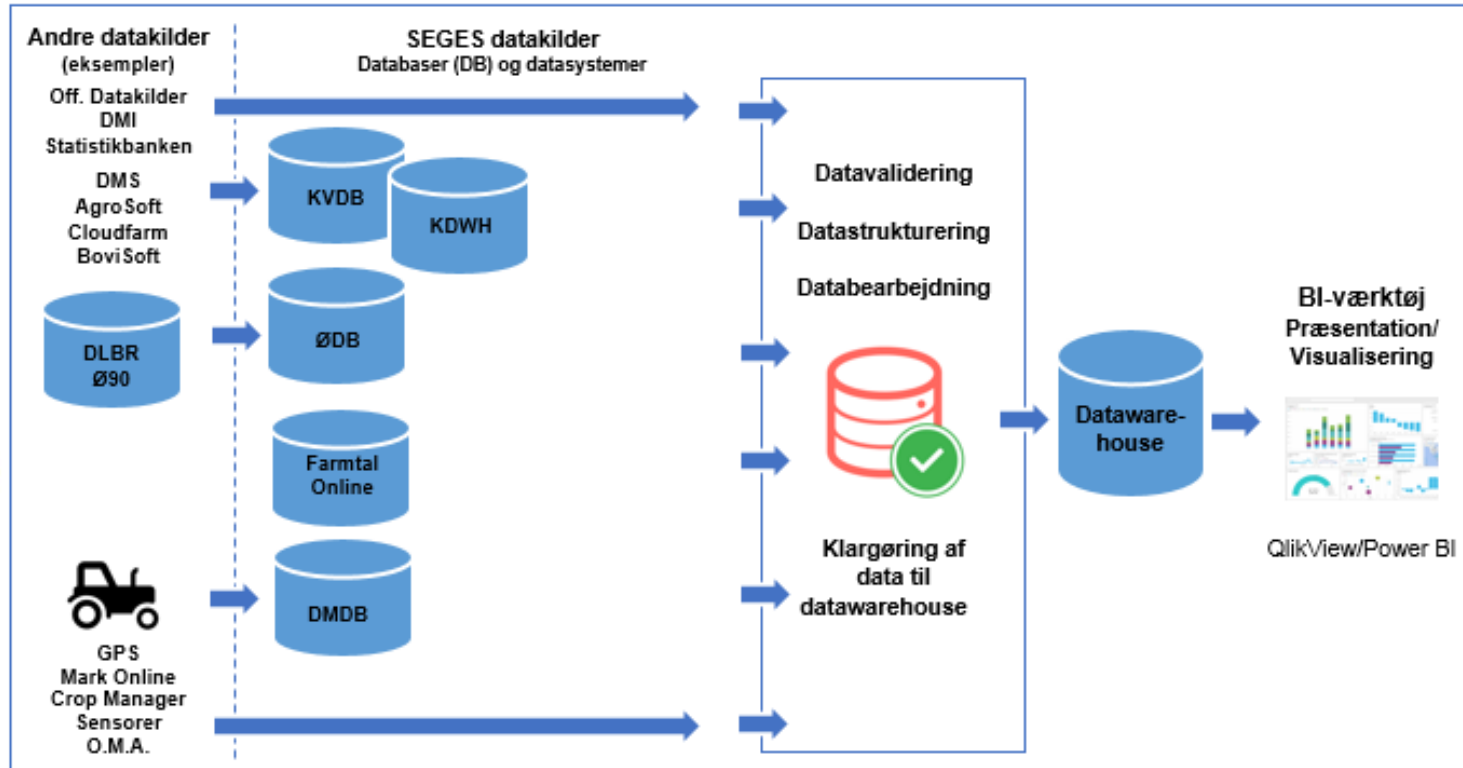 Andre datakilder
(eksempler)
Off. Datakilder
DMI
Statistikbanken
DMS
AgroSoft
Cloudfarm
BoviSoft
DLBR
Ø90
GPS
Mark Online
Crop Manager
Sensorer
O.M.A.
SEGES datakilder
Databaser (DB) og datasystemer
KVDB
KDWH
ØDB
Farmtal
Online
DMDB
Datavalidering
Datastrukturering
Databearbejdning
Klargøring af
data til
datawarehouse
Dataware-
house
BI-værktøj
Præsentation/
Visualisering
QlikView/Power BI